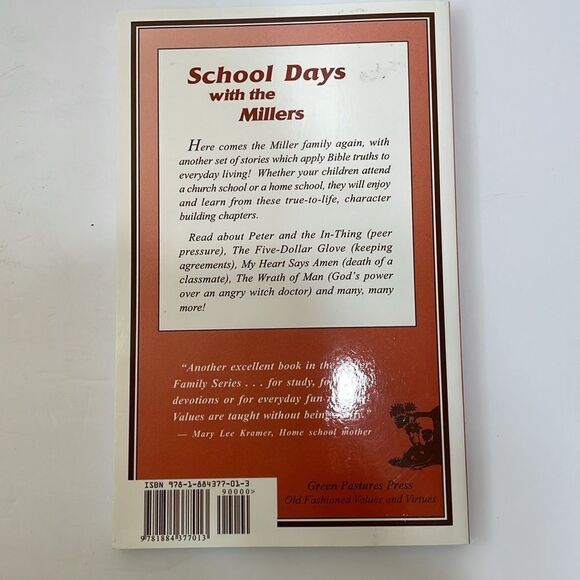 School Days
with the
Millers
Here comes the Miller family again, with
another set of stories which apply Bible truths to
everyday living! Whether your children attend
a church school or a home school, they will enjoy
and learn from these true-to-life, character
building chapters.
Read about Peter and the In-Thing (peer
pressure), The Five-Dollar Glove (keeping
agreements), My Heart Says Amen (death of a
classmate), The Wrath of Man (God's power
over an angry witch doctor) and many, many
more!
"Another excellent book in the
Family Series . . . for study,
devotions or for everyday fun.
Values are taught without
— Mary Lee Kramer, Home school mother
ISBN 978-1-884377-01-3
90000>
9781884377013
Green Pastures Press
Old Fashioned Values and Virtues